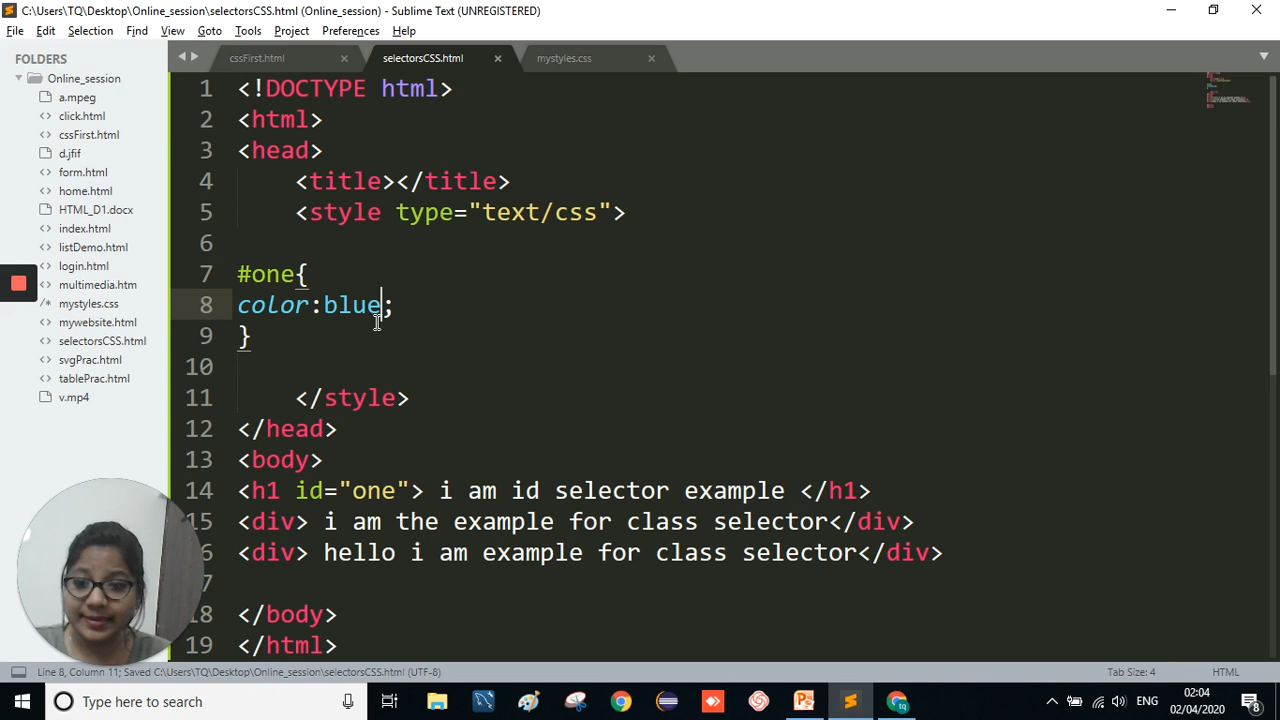 C:\Users\TQ\Desktop\Online_session\selectorsCSS.html (Online_session) - Sublime Text (UNREGISTERED)
File Edit Selection Find View Goto Tools Project Preferences Help
FOLDERS
Online_session
a.mpeg
click.html
cssFirst.html
d.jfif
form.html
home.html
HTML_D1.docx
index.html
listDemo.html
login.html
multimedia.htm
mystyles.css
mywebsite.html
selectorsCSS.html
svgPrac.html
tablePrac.html
v.mp4
cssFirst.html selectorsCSS.html mystyles.css
1 <!DOCTYPE html>
2 <html>
3 <head>
4 <title></title>
5 <style type="text/css">
6
7 #one{
8 color:blue;
9 }
10
11 </style>
12 </head>
13 <body>
14 <h1 id="one"> i am id selector example </h1>
15 <div> i am the example for class selector</div>
6 <div> hello i am example for class selector</div>
7
18 </body>
19 </html>
Line 8, Column 11; Saved C:\Users\TQ\Desktop\Online_session\selectorsCSS.html (UTF-8)
Tab Size: 4
HTML
Type here to search
ENG
02:04
02/04/2020
8